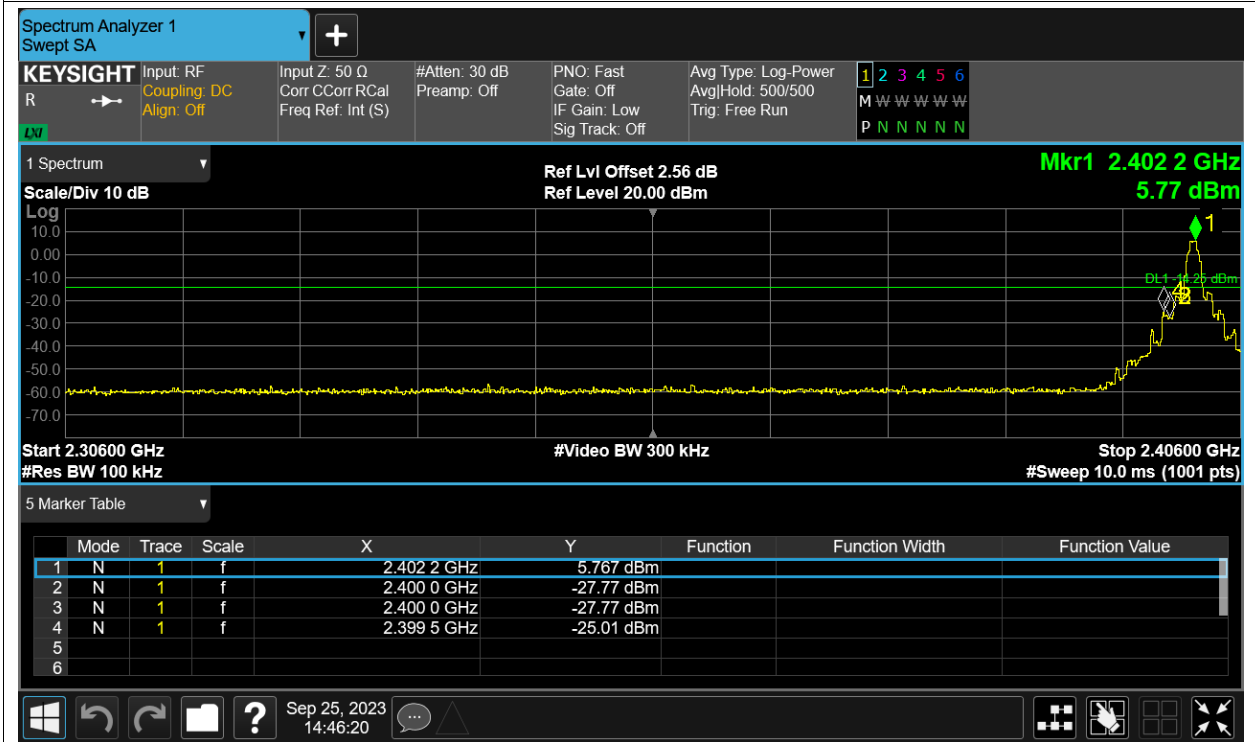 Spectrum Analyzer 1
Swept SA
KEYSIGHT
R
LXI
Input: RF
Coupling: DC
Align: Off
Input Z: 50 Ω
Corr CCorr RCal
Freq Ref: Int (S)
#Atten: 30 dB
Preamp: Off
PNO: Fast
Gate: Off
IF Gain: Low
Sig Track: Off
Avg Type: Log-Power
Avg|Hold: 500/500
Trig: Free Run
1 2 3 4 5 6
M W W W W W
P N N N N N
1 Spectrum
Scale/Div 10 dB
Ref Lvl Offset 2.56 dB
Ref Level 20.00 dBm
Mkr1 2.402 2 GHz
5.77 dBm
Log
10.0
0.00
-10.0
-20.0
-30.0
-40.0
-50.0
-60.0
-70.0
1
DL1 -14.25 dBm
4
Start 2.30600 GHz
#Video BW 300 kHz
Stop 2.40600 GHz
#Res BW 100 kHz
#Sweep 10.0 ms (1001 pts)
5 Marker Table
Mode Trace Scale X Y Function Function Width Function Value
1 N 1 f 2.402 2 GHz 5.767 dBm
2 N 1 f 2.400 0 GHz -27.77 dBm
3 N 1 f 2.400 0 GHz -27.77 dBm
4 N 1 f 2.399 5 GHz -25.01 dBm
5
6
?
Sep 25, 2023
14:46:20